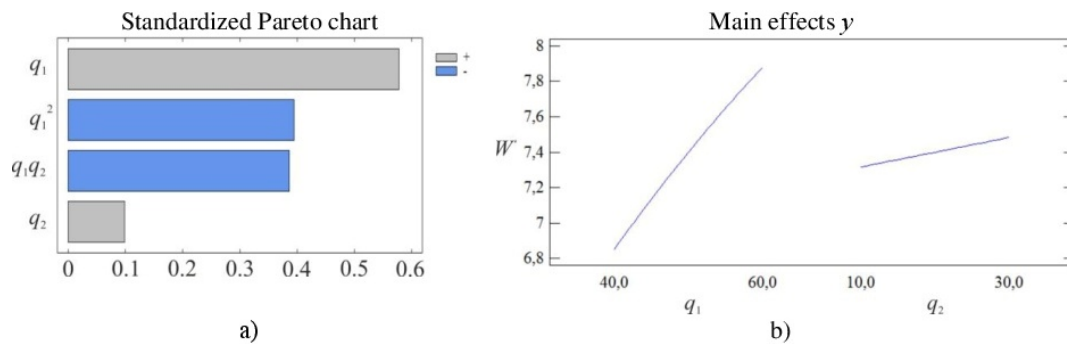 Standardized Pareto chart
q₁
q₁²
q₁q₂
q₂
+
-
0 0.1 0.2 0.3 0.4 0.5 0.6
a)
Main effects y
8
7,8
7,6
7,4
7,2
7
6,8
W
40,0 60,0 10,0 30,0
q₁ q₂
b)